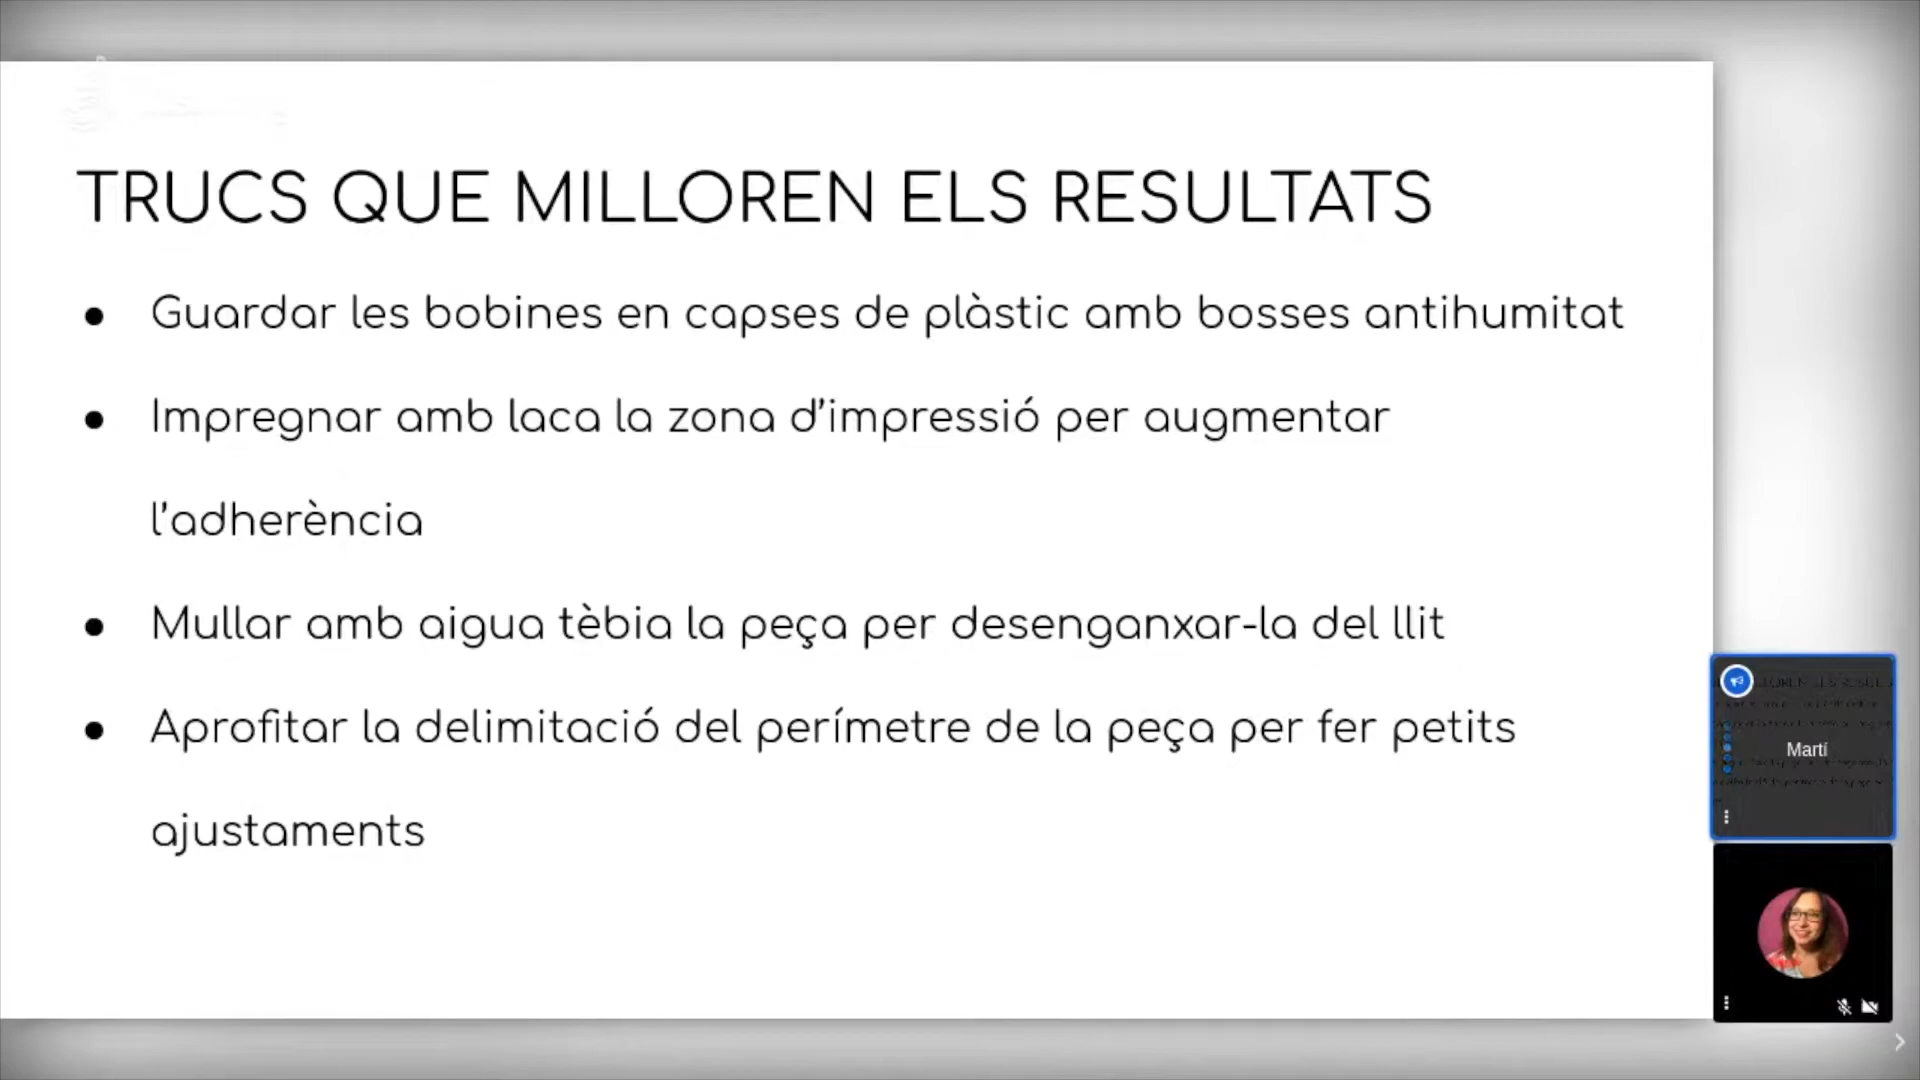 TRUCS QUE MILLOREN ELS RESULTATS
● Guardar les bobines en capses de plàstic amb bosses antihumitat
● Impregnar amb laca la zona d’impressió per augmentar
l’adherència
● Mullar amb aigua tèbia la peça per desenganxar-la del llit
● Aprofitar la delimitació del perímetre de la peça per fer petits
ajustaments
Martí